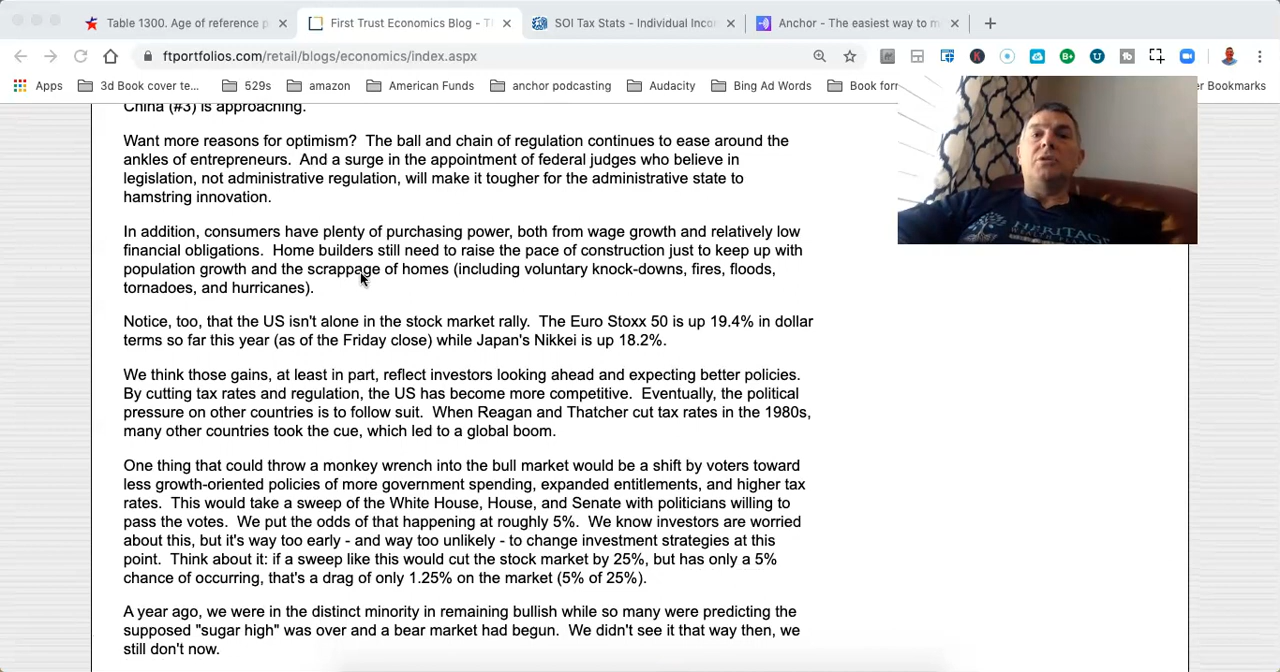 Table 1300. Age of reference p
First Trust Economics Blog - Th
SOI Tax Stats - Individual Incor
Anchor - The easiest way to m
ftportfolios.com/retail/blogs/economics/index.aspx
Apps
3d Book cover te...
529s
amazon
American Funds
anchor podcasting
Audacity
Bing Ad Words
Book forr
er Bookmarks
China (#3) is approaching.
Want more reasons for optimism? The ball and chain of regulation continues to ease around the
ankles of entrepreneurs. And a surge in the appointment of federal judges who believe in
legislation, not administrative regulation, will make it tougher for the administrative state to
hamstring innovation.
In addition, consumers have plenty of purchasing power, both from wage growth and relatively low
financial obligations. Home builders still need to raise the pace of construction just to keep up with
population growth and the scrappage of homes (including voluntary knock-downs, fires, floods,
tornadoes, and hurricanes).
Notice, too, that the US isn't alone in the stock market rally. The Euro Stoxx 50 is up 19.4% in dollar
terms so far this year (as of the Friday close) while Japan's Nikkei is up 18.2%.
We think those gains, at least in part, reflect investors looking ahead and expecting better policies.
By cutting tax rates and regulation, the US has become more competitive. Eventually, the political
pressure on other countries is to follow suit. When Reagan and Thatcher cut tax rates in the 1980s,
many other countries took the cue, which led to a global boom.
One thing that could throw a monkey wrench into the bull market would be a shift by voters toward
less growth-oriented policies of more government spending, expanded entitlements, and higher tax
rates. This would take a sweep of the White House, House, and Senate with politicians willing to
pass the votes. We put the odds of that happening at roughly 5%. We know investors are worried
about this, but it's way too early - and way too unlikely - to change investment strategies at this
point. Think about it: if a sweep like this would cut the stock market by 25%, but has only a 5%
chance of occurring, that's a drag of only 1.25% on the market (5% of 25%).
A year ago, we were in the distinct minority in remaining bullish while so many were predicting the
supposed "sugar high" was over and a bear market had begun. We didn't see it that way then, we
still don't now.
HERITAGE